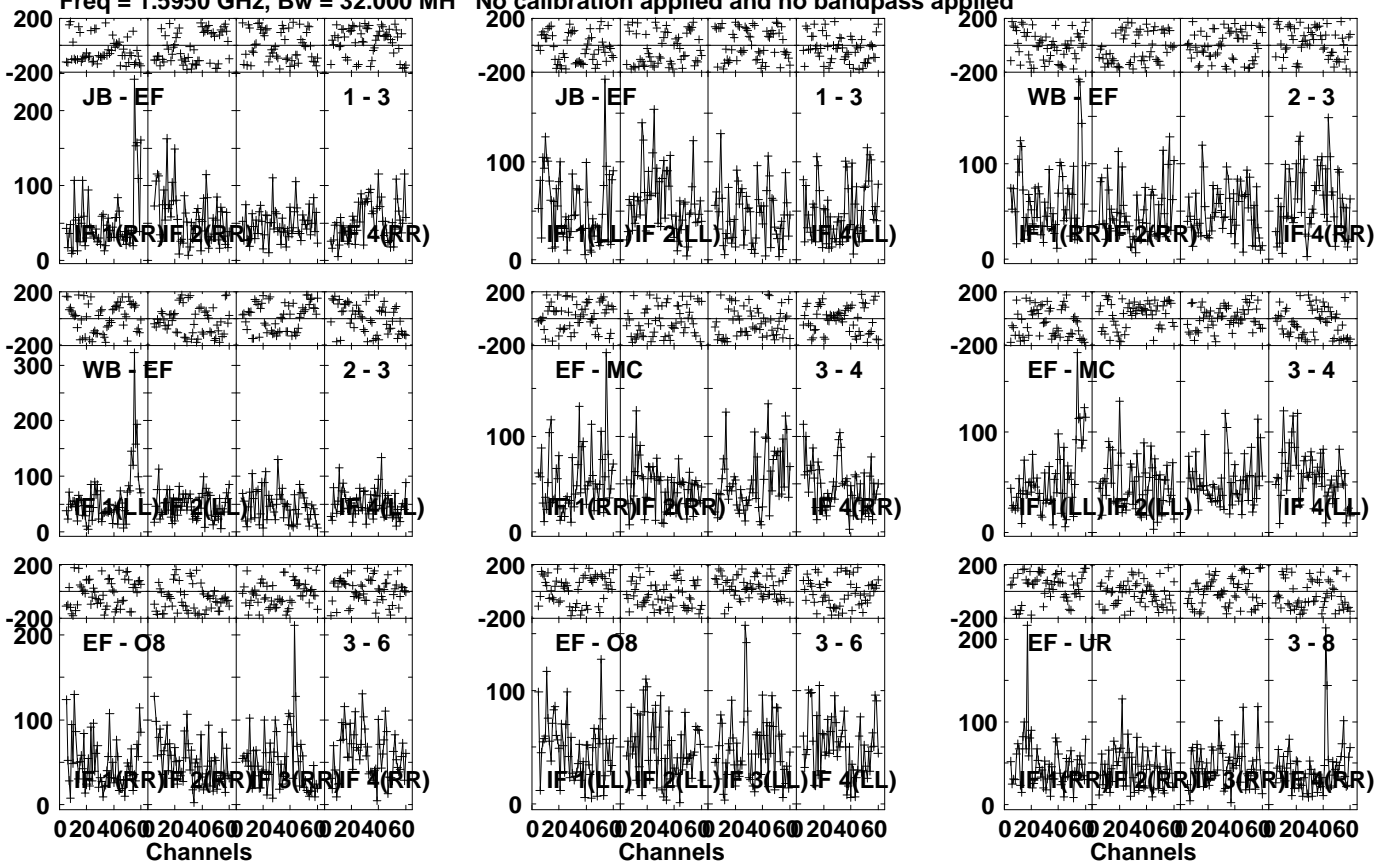 Freq = 1.5950 GHz, Bw = 32.000 MH No calibration applied and no bandpass applied
200
-200
JB - EF 1 - 3
200
100
0
IF 1(RR) IF 2(RR) IF 4(RR)
200
-200
JB - EF 1 - 3
100
0
IF 1(LL) IF 2(LL) IF 4(LL)
200
-200
WB - EF 2 - 3
100
0
IF 1(RR) IF 2(RR) IF 4(RR)
200
-200
WB - EF 2 - 3
300
200
100
0
IF 1(LL) IF 2(LL) IF 4(LL)
200
-200
EF - MC 3 - 4
100
0
IF 1(RR) IF 2(RR) IF 4(RR)
200
-200
EF - MC 3 - 4
100
0
IF 1(LL) IF 2(LL) IF 4(LL)
200
-200
EF - O8 3 - 6
200
100
0
IF 1(RR) IF 2(RR) IF 3(RR) IF 4(RR)
0 20 40 60 0 20 40 60 0 20 40 60 0 20 40 60
Channels
200
-200
EF - O8 3 - 6
100
0
IF 1(LL) IF 2(LL) IF 3(LL) IF 4(LL)
0 20 40 60 0 20 40 60 0 20 40 60 0 20 40 60
Channels
200
-200
EF - UR 3 - 8
200
100
0
IF 1(RR) IF 2(RR) IF 3(RR) IF 4(RR)
0 20 40 60 0 20 40 60 0 20 40 60 0 20 40 60
Channels